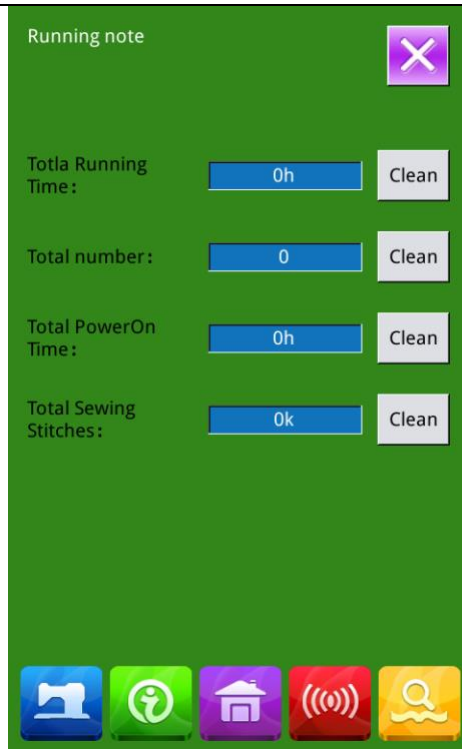 Running note
Totla Running
Time:
0h
Clean
Total number:
0
Clean
Total PowerOn
Time:
0h
Clean
Total Sewing
Stitches:
0k
Clean